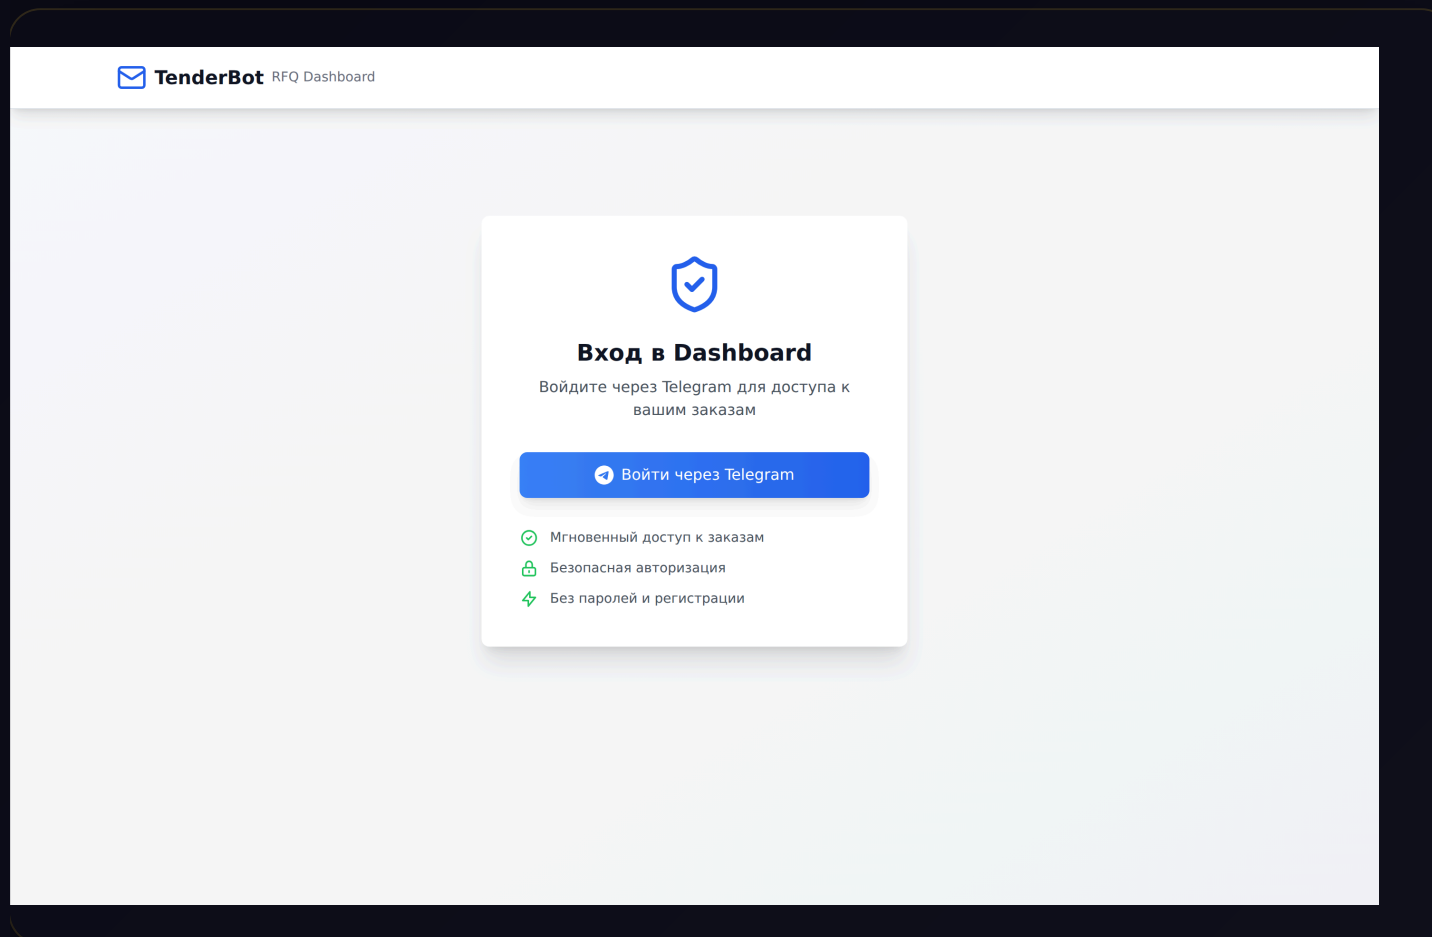 TenderBot RFQ Dashboard
Вход в Dashboard
Войдите через Telegram для доступа к
вашим заказам
Войти через Telegram
Мгновенный доступ к заказам
Безопасная авторизация
Без паролей и регистрации